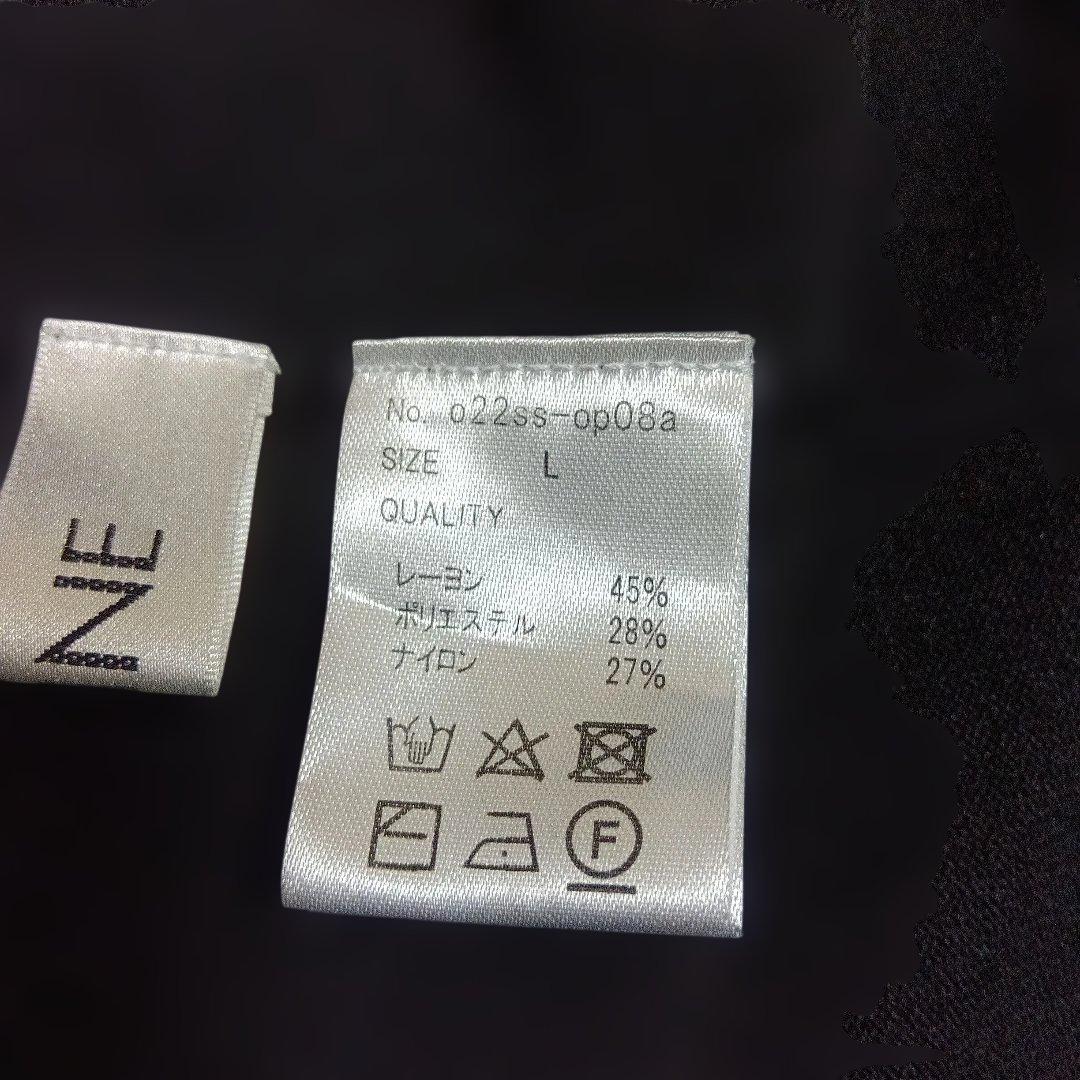 NE
No. o22ss-op08a
SIZE L
QUALITY
レーヨン 45%
ポリエステル 28%
ナイロン 27%
F